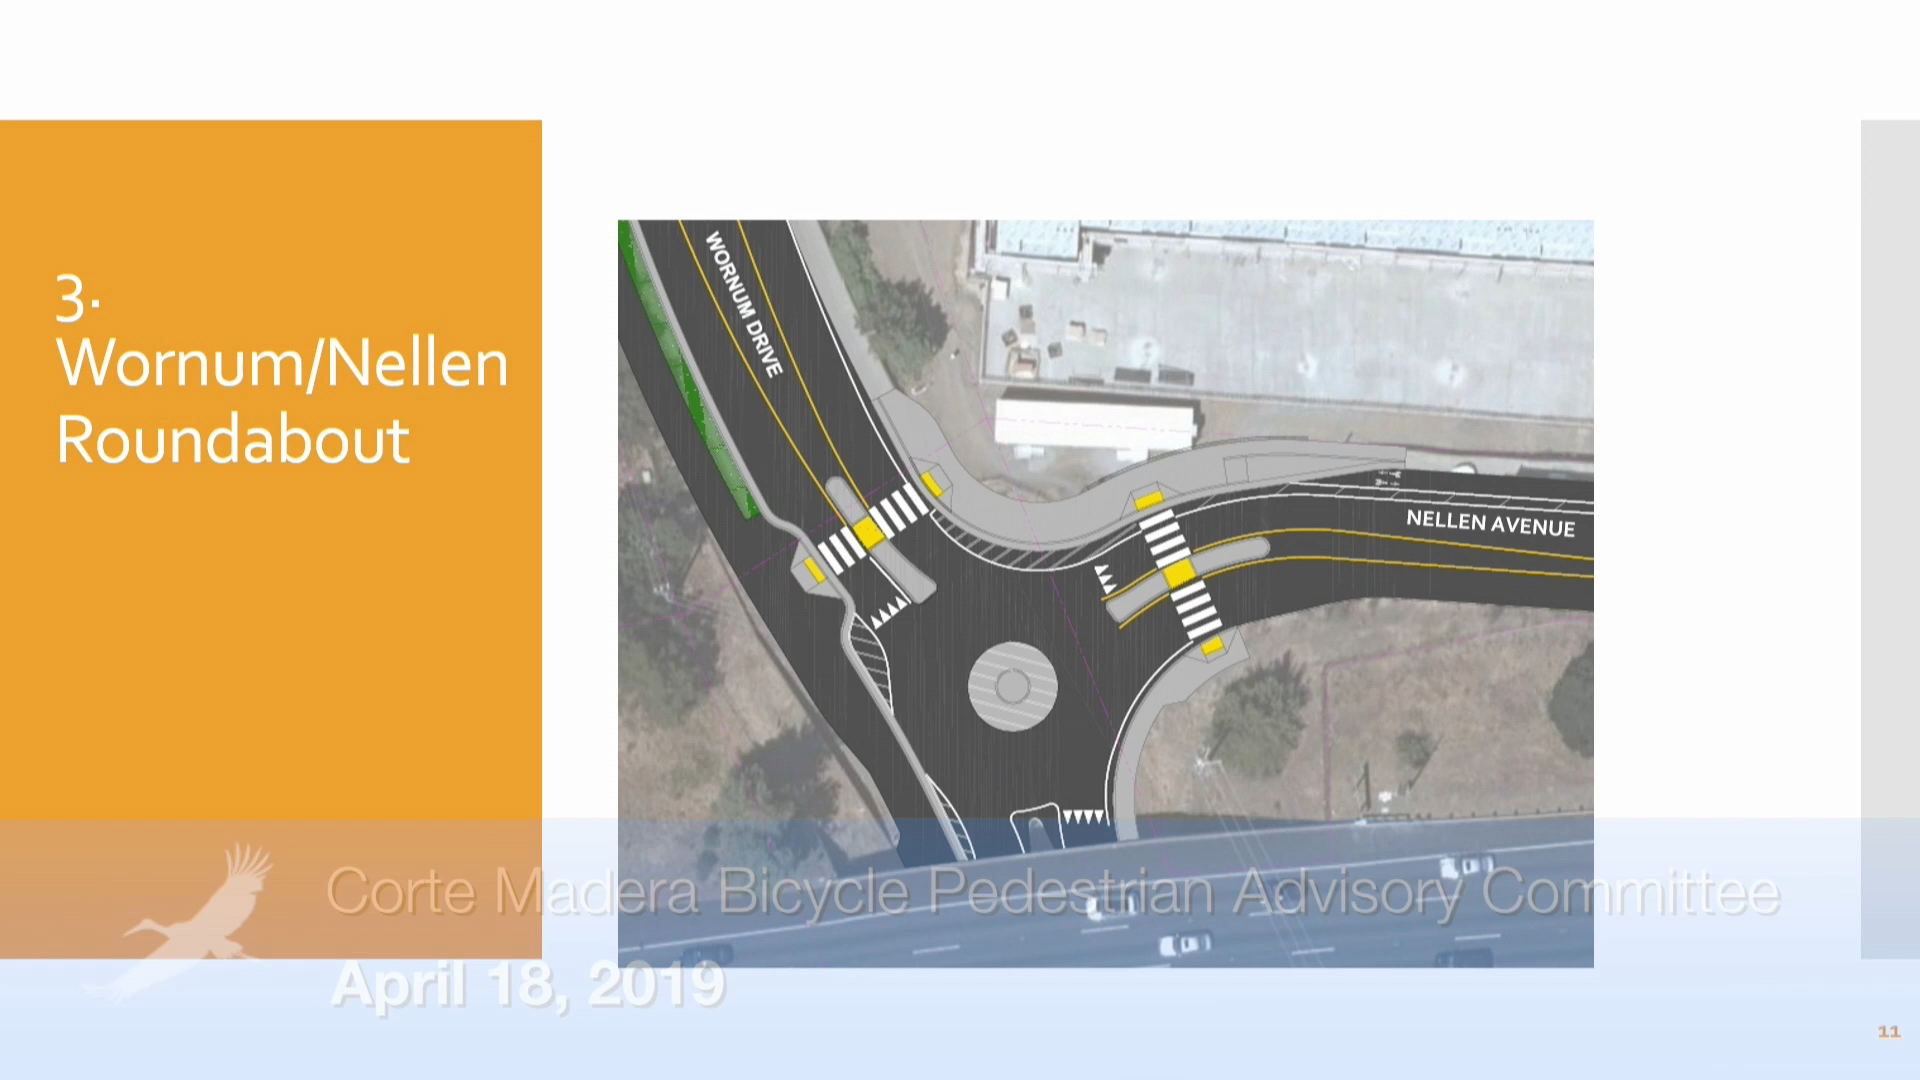 3.
Wornum/Nellen
Roundabout
WORNUM DRIVE
NELLEN AVENUE
Corte Madera Bicycle Pedestrian Advisory Committee
April 18, 2019
11